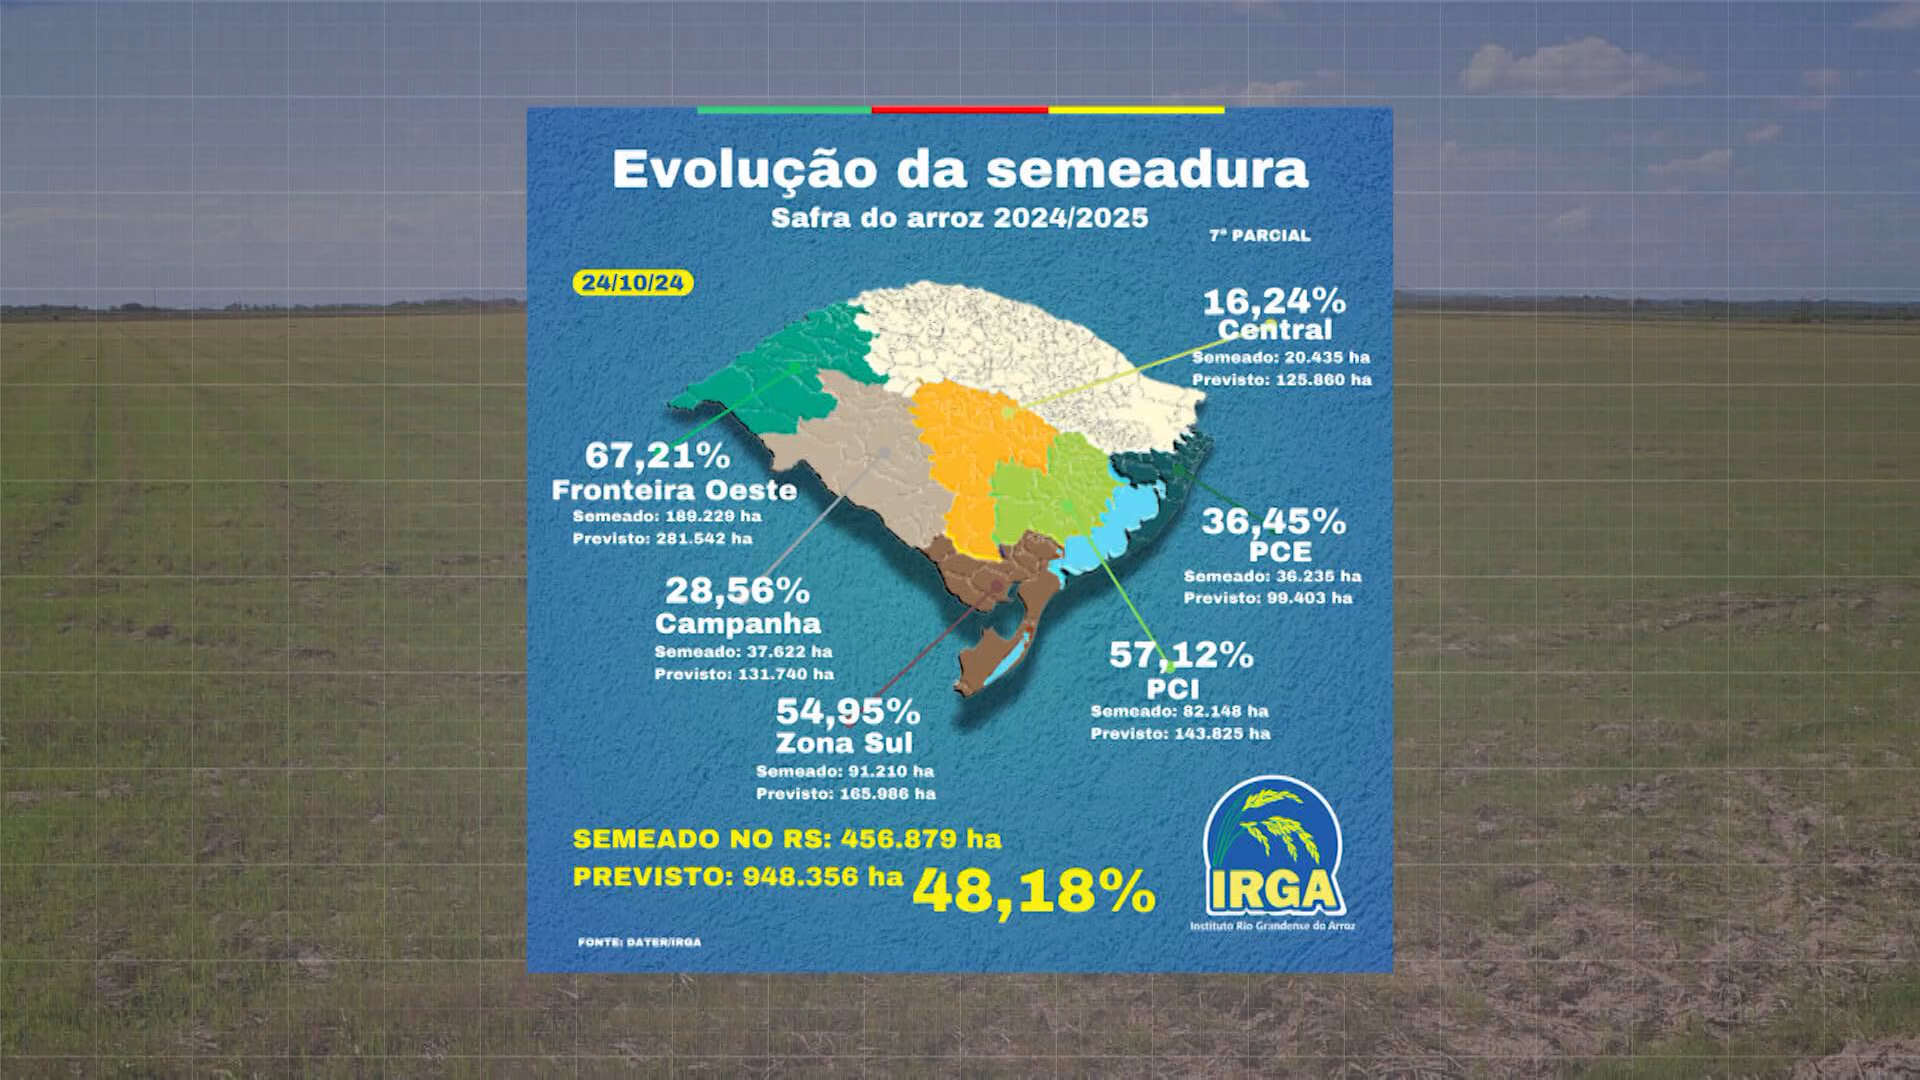 Evolução da semeadura
Safra do arroz 2024/2025
7ª PARCIAL
24/10/24
16,24%
Central
Semeado: 20.435 ha
Previsto: 125.860 ha
67,21%
Fronteira Oeste
Semeado: 189.229 ha
Previsto: 281.542 ha
36,45%
PCE
Semeado: 36.235 ha
Previsto: 99.403 ha
28,56%
Campanha
Semeado: 37.622 ha
Previsto: 131.740 ha
57,12%
PCI
Semeado: 82.148 ha
Previsto: 143.825 ha
54,95%
Zona Sul
Semeado: 91.210 ha
Previsto: 165.986 ha
SEMEADO NO RS: 456.879 ha
PREVISTO: 948.356 ha
48,18%
IRGA
Instituto Rio Grandense do Arroz
FONTE: DATER/IRGA